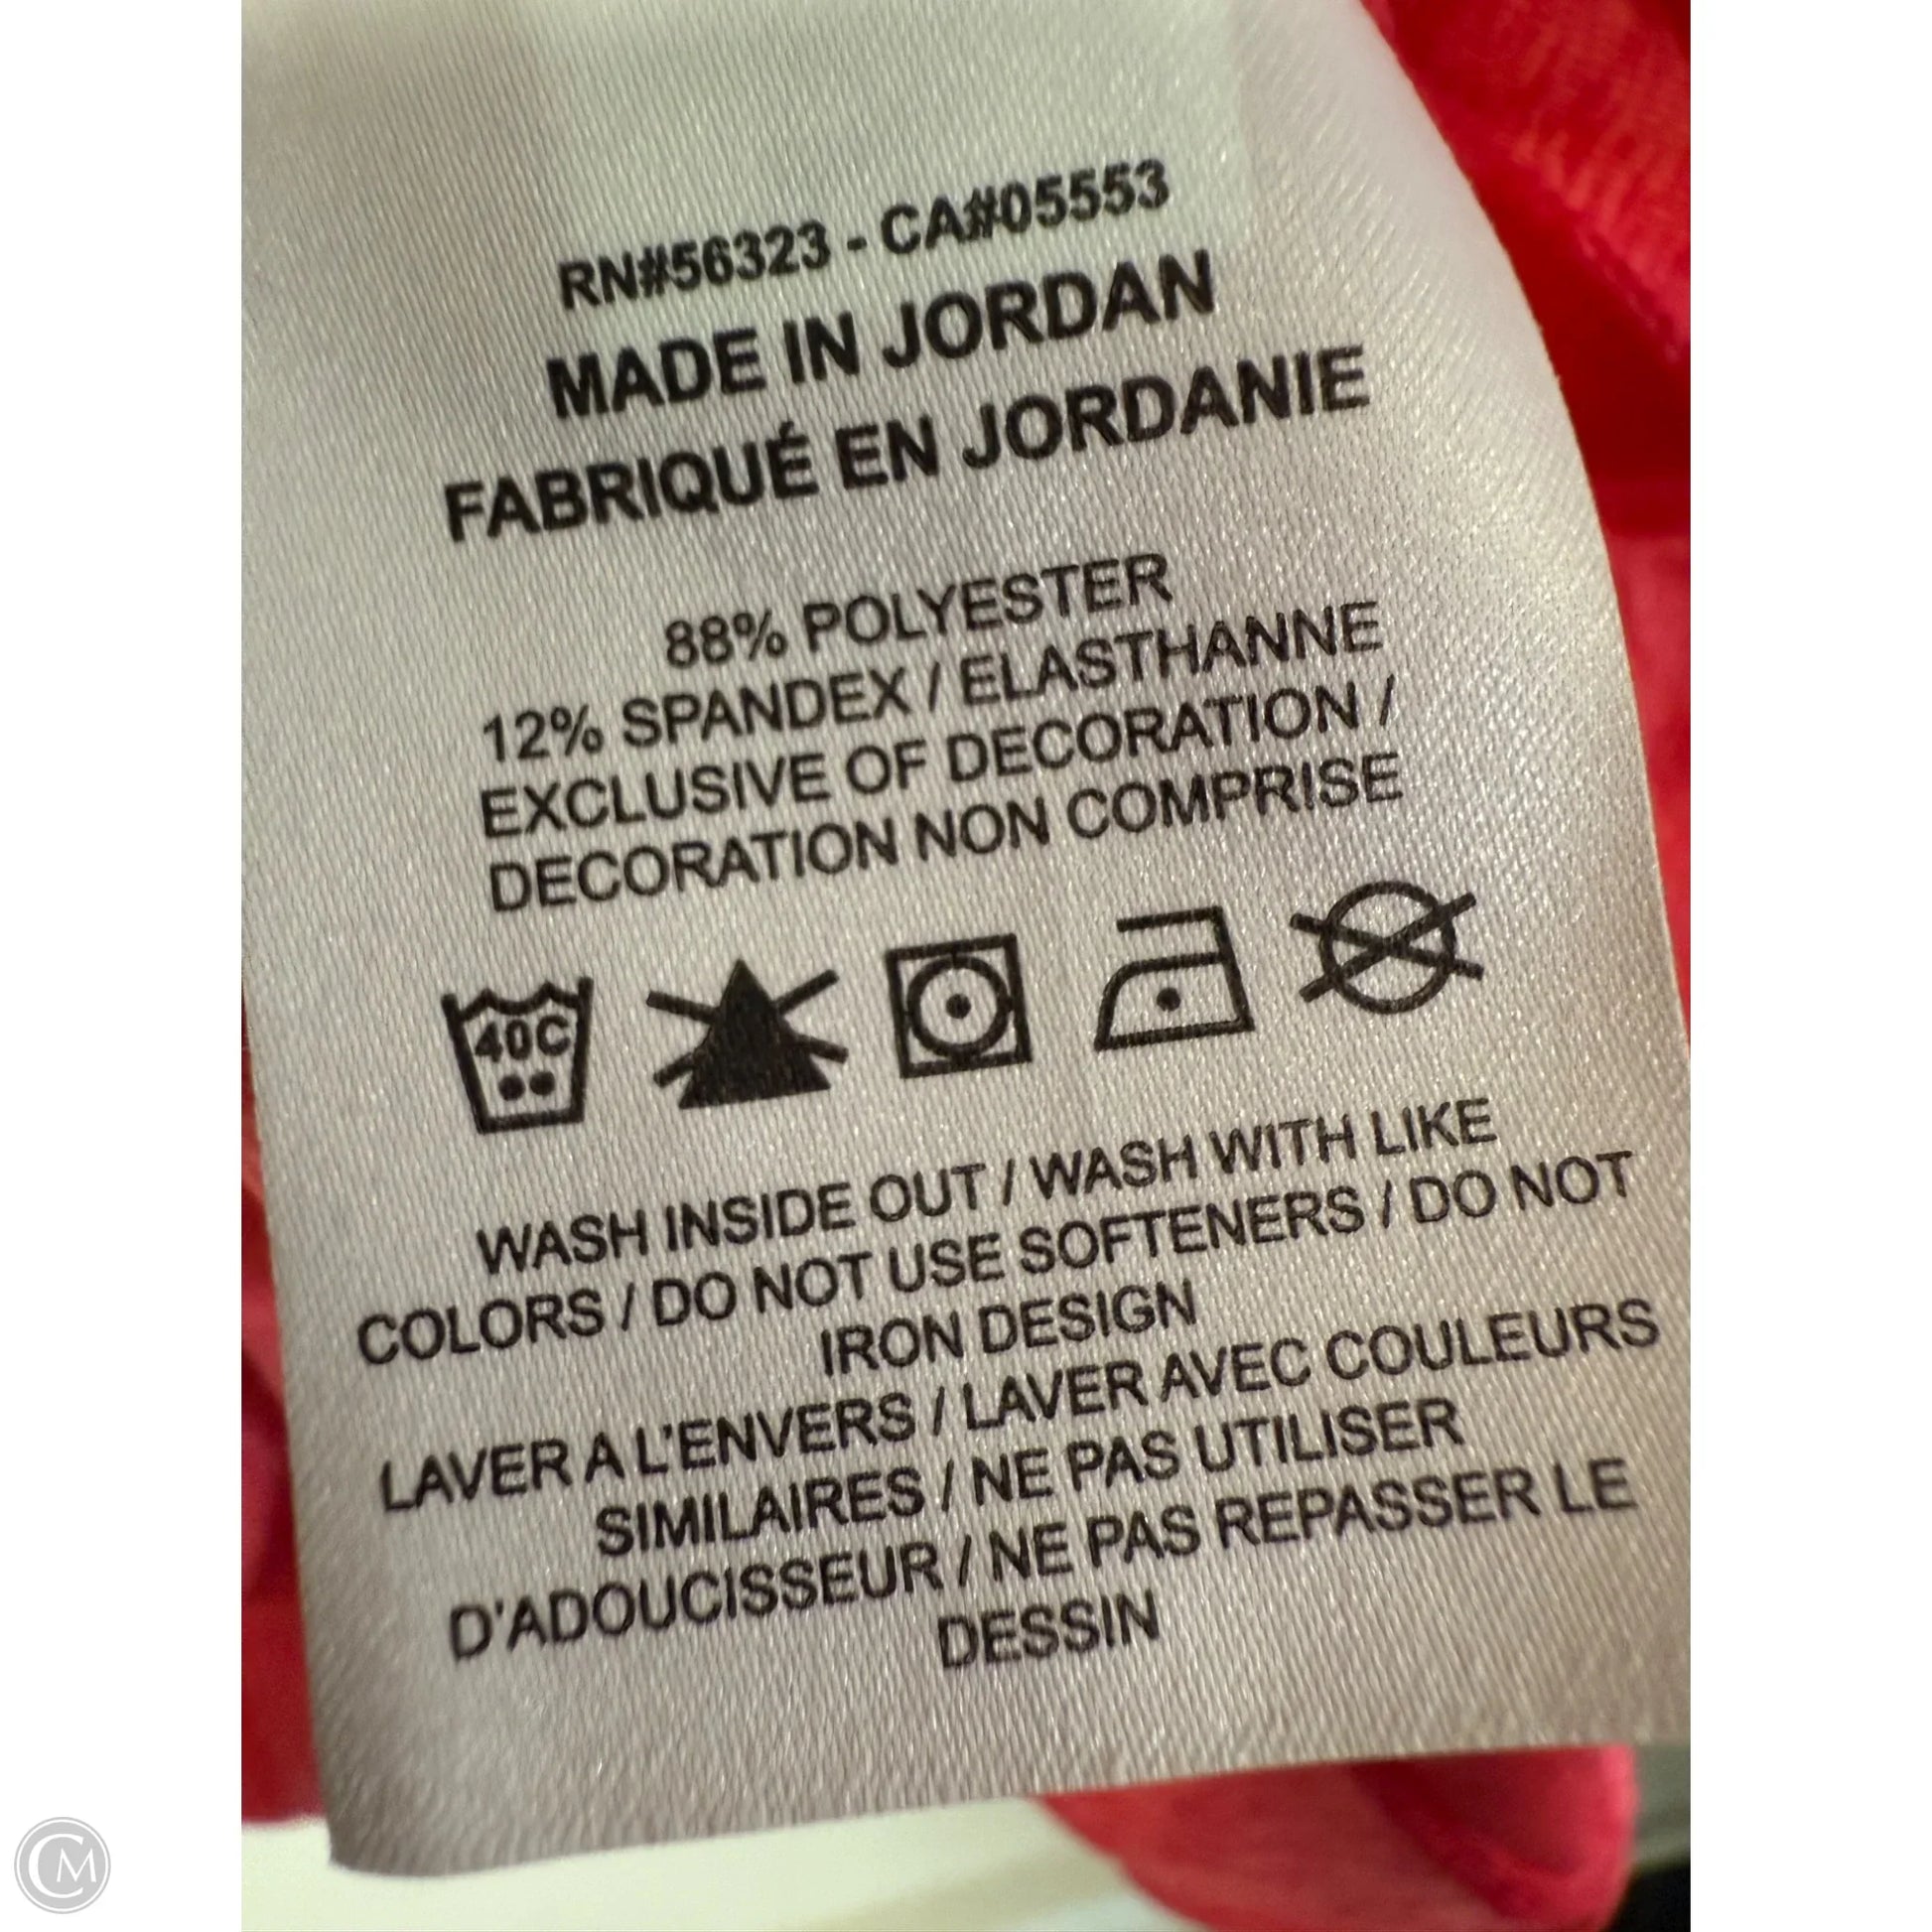 RN#56323 - CA#05553
MADE IN JORDAN
FABRIQUÉ EN JORDANIE
88% POLYESTER
12% SPANDEX / ELASTHANNE
EXCLUSIVE OF DECORATION /
DECORATION NON COMPRISE
40C
WASH INSIDE OUT / WASH WITH LIKE
COLORS / DO NOT USE SOFTENERS / DO NOT
IRON DESIGN
LAVER A L'ENVERS / LAVER AVEC COULEURS
SIMILAIRES / NE PAS UTILISER
D'ADOUCISSEUR / NE PAS REPASSER LE
DESSIN
CM